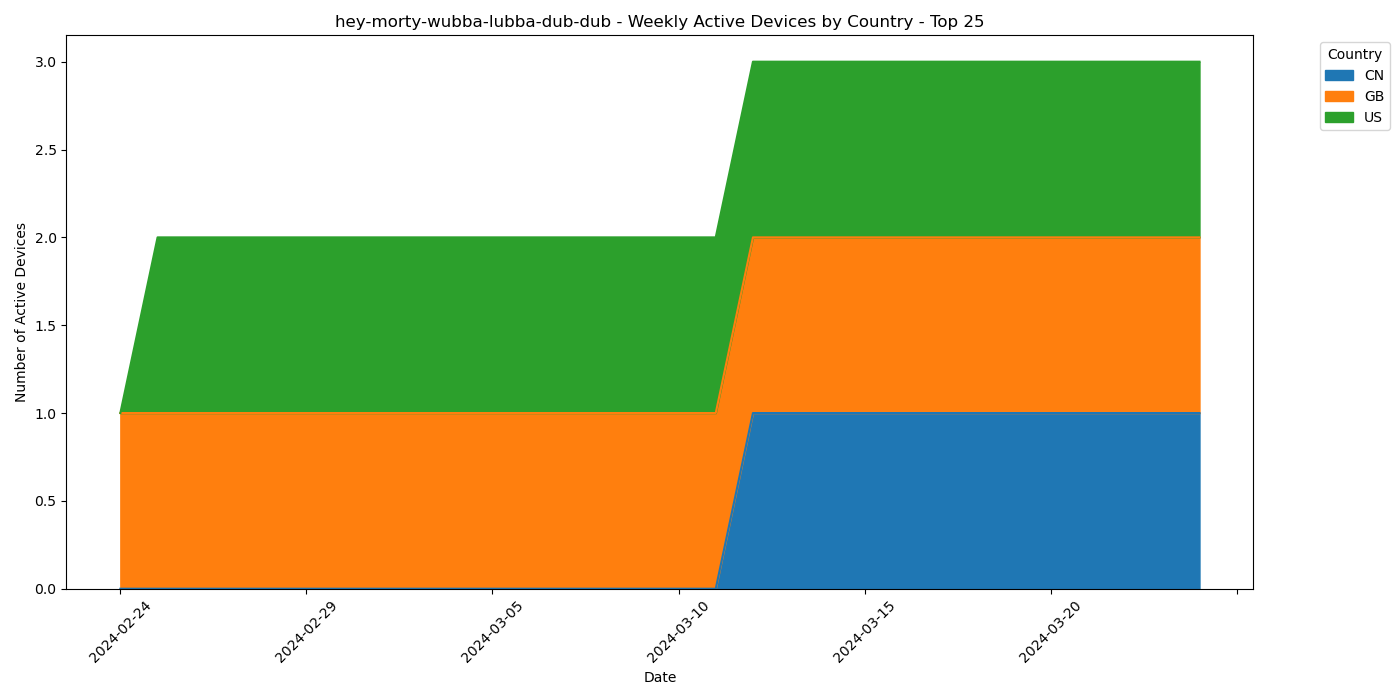 hey-morty-wubba-lubba-dub-dub - Weekly Active Devices by Country - Top 25
Country
CN
GB
US
Number of Active Devices
3.0
2.5
2.0
1.5
1.0
0.5
0.0
2024-02-24
2024-02-29
2024-03-05
2024-03-10
2024-03-15
2024-03-20
Date